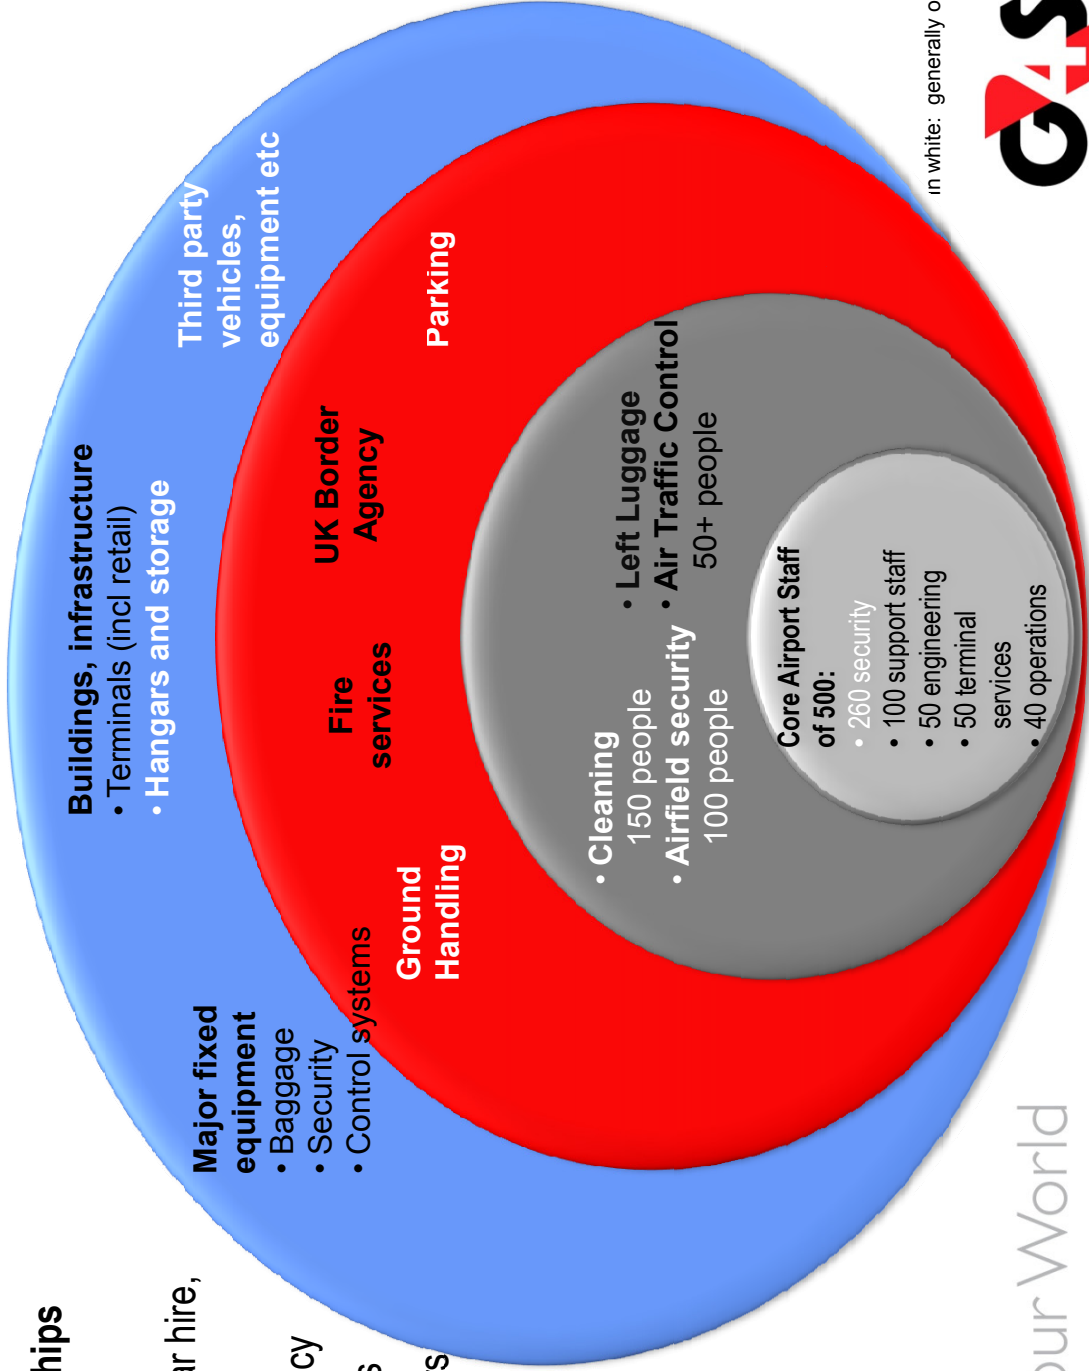 hips
ar hire,
cy
s
rs
Buildings, infrastructure
• Terminals (incl retail)
• Hangars and storage
Third party
vehicles,
equipment etc
Major fixed
equipment
• Baggage
• Security
• Control systems
UK Border
Agency
Fire
services
Parking
Ground
Handling
• Cleaning
150 people
• Airfield security
100 people
• Left Luggage
• Air Traffic Control
50+ people
Core Airport Staff
of 500:
• 260 security
• 100 support staff
• 50 engineering
• 50 terminal
services
• 40 operations
in white: generally o
our World
G4S